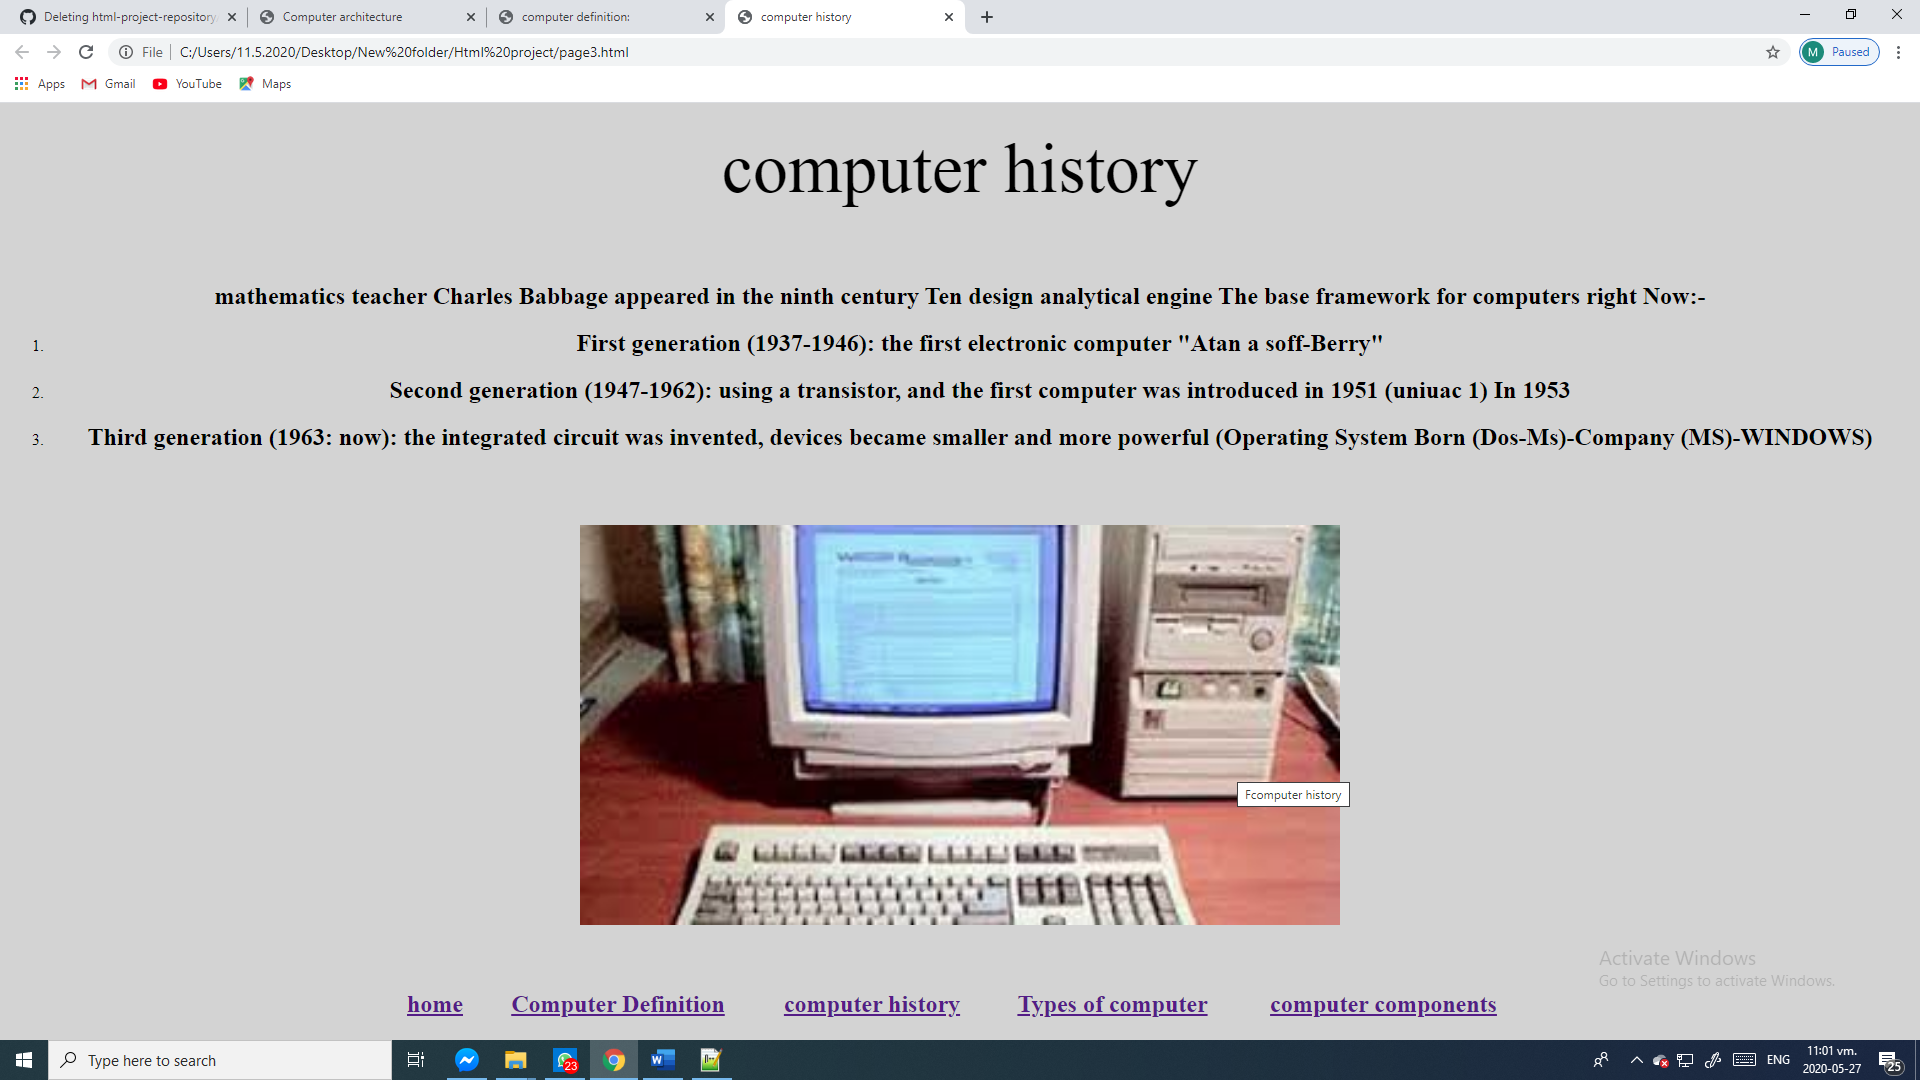 Deleting html-project-repository
Computer architecture
computer definition:
computer history
File
C:/Users/11.5.2020/Desktop/New%20folder/Html%20project/page3.html
M
Paused
Apps
Gmail
YouTube
Maps
computer history
mathematics teacher Charles Babbage appeared in the ninth century Ten design analytical engine The base framework for computers right Now:-
1. First generation (1937-1946): the first electronic computer "Atan a soff-Berry"
2. Second generation (1947-1962): using a transistor, and the first computer was introduced in 1951 (uniuac 1) In 1953
3. Third generation (1963: now): the integrated circuit was invented, devices became smaller and more powerful (Operating System Born (Dos-Ms)-Company (MS)-WINDOWS)
Fcomputer history
Activate Windows
Go to Settings to activate Windows.
home Computer Definition computer history Types of computer computer components
Type here to search
23
ENG
11:01 vm.
2020-05-27
25